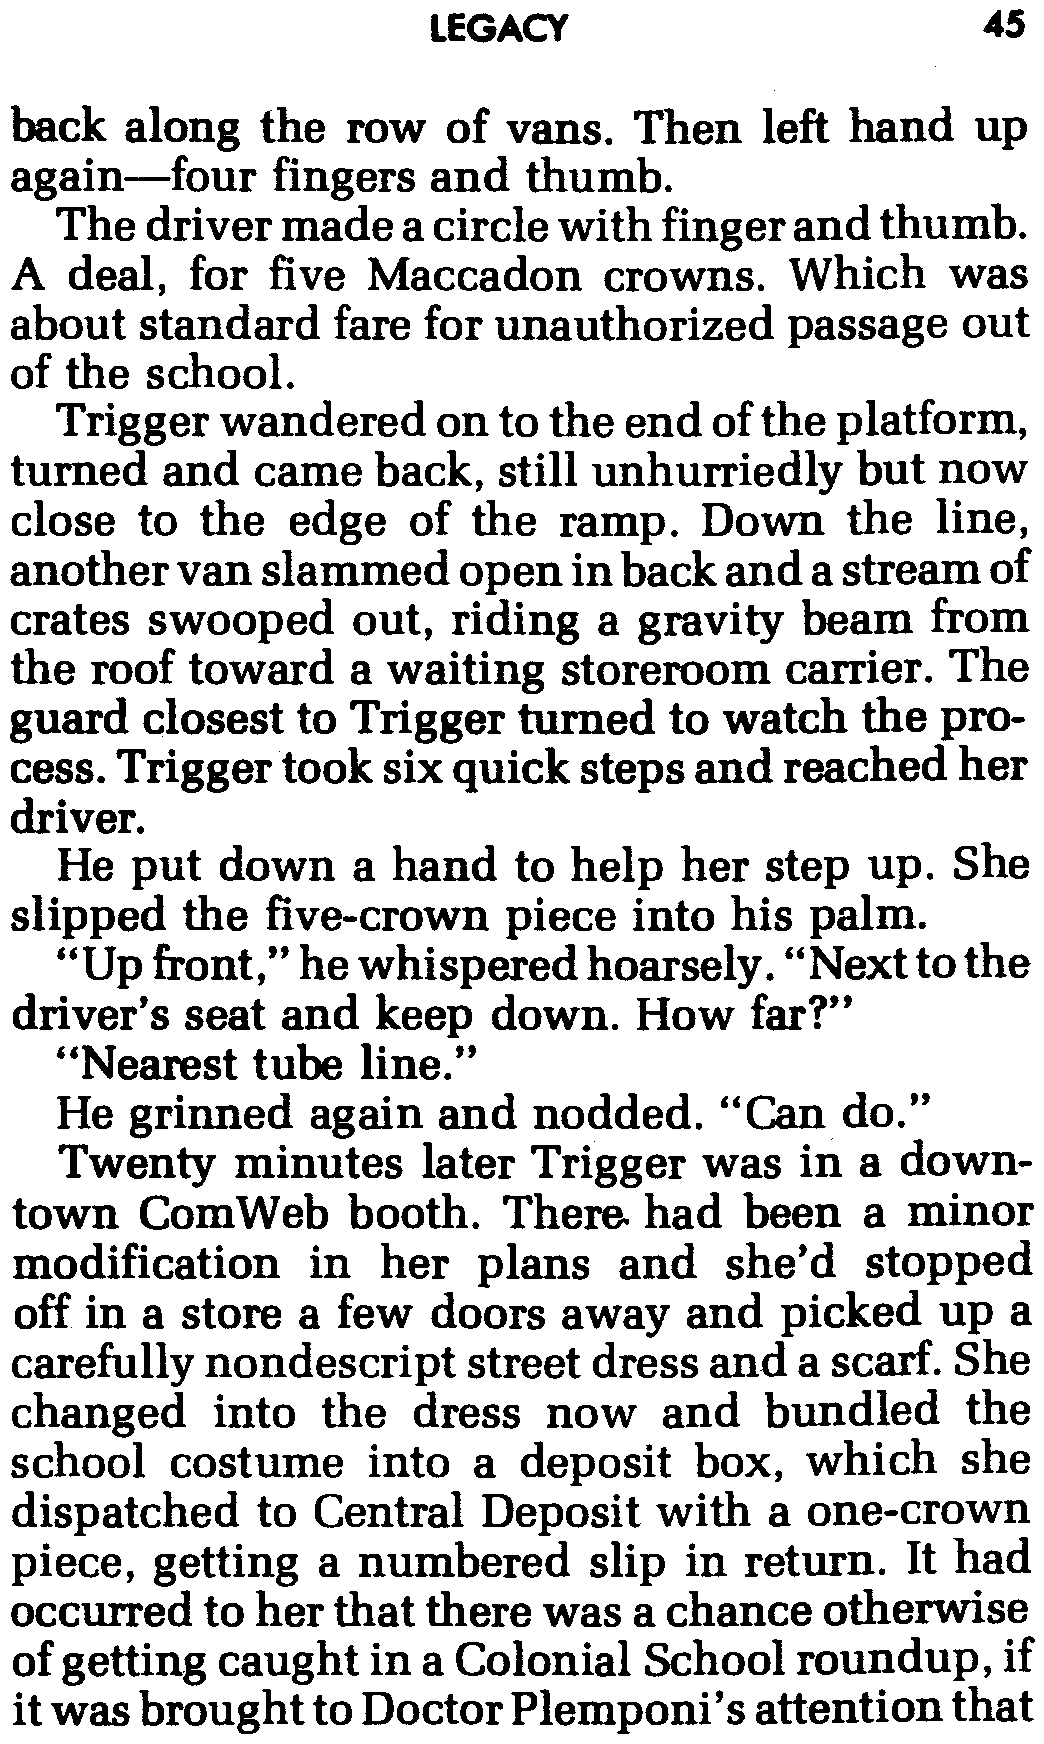 LEGACY 45
back along the row of vans. Then left hand up
again—four fingers and thumb.
The driver made a circle with finger and thumb.
A deal, for five Maccadon crowns. Which was
about standard fare for unauthorized passage out
of the school.
Trigger wandered on to the end of the platform,
turned and came back, still unhurriedly but now
close to the edge of the ramp. Down the line,
another van slammed open in back and a stream of
crates swooped out, riding a gravity beam from
the roof toward a waiting storeroom carrier. The
guard closest to Trigger turned to watch the pro-
cess. Trigger took six quick steps and reached her
driver.
He put down a hand to help her step up. She
slipped the five-crown piece into his palm.
“Up front,” he whispered hoarsely. “Next to the
driver’s seat and keep down. How far?”
“Nearest tube line.”
He grinned again and nodded. “Can do.”
Twenty minutes later Trigger was in a down-
town ComWeb booth. There had been a minor
modification in her plans and she’d stopped
off in a store a few doors away and picked up a
carefully nondescript street dress and a scarf. She
changed into the dress now and bundled the
school costume into a deposit box, which she
dispatched to Central Deposit with a one-crown
piece, getting a numbered slip in return. It had
occurred to her that there was a chance otherwise
of getting caught in a Colonial School roundup, if
it was brought to Doctor Plemponi’s attention that